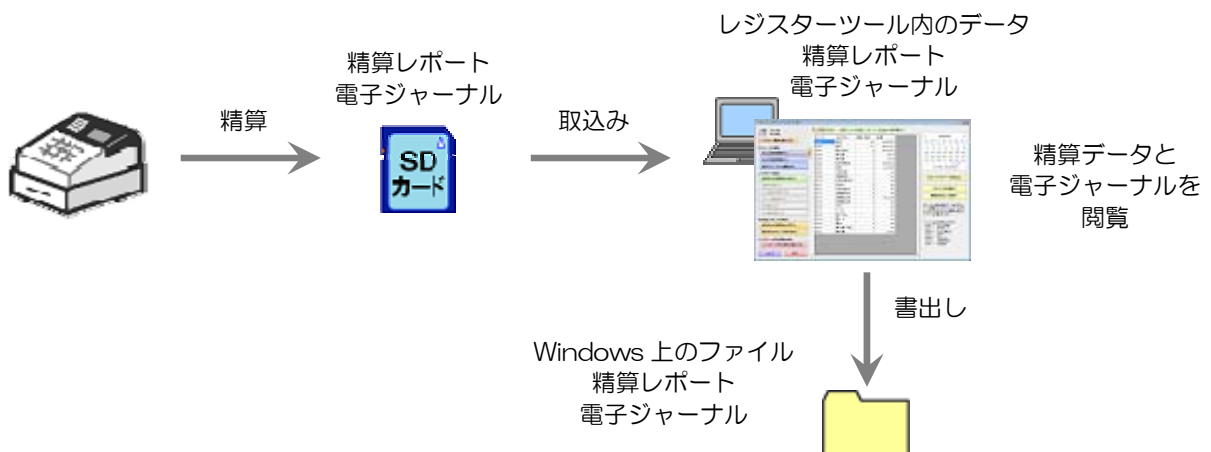 レジスターツール内のデータ
精算レポート
電子ジャーナル
精算レポート
電子ジャーナル
精算
取込み
SD
カード
精算データと
電子ジャーナルを
閲覧
書出し
Windows 上のファイル
精算レポート
電子ジャーナル